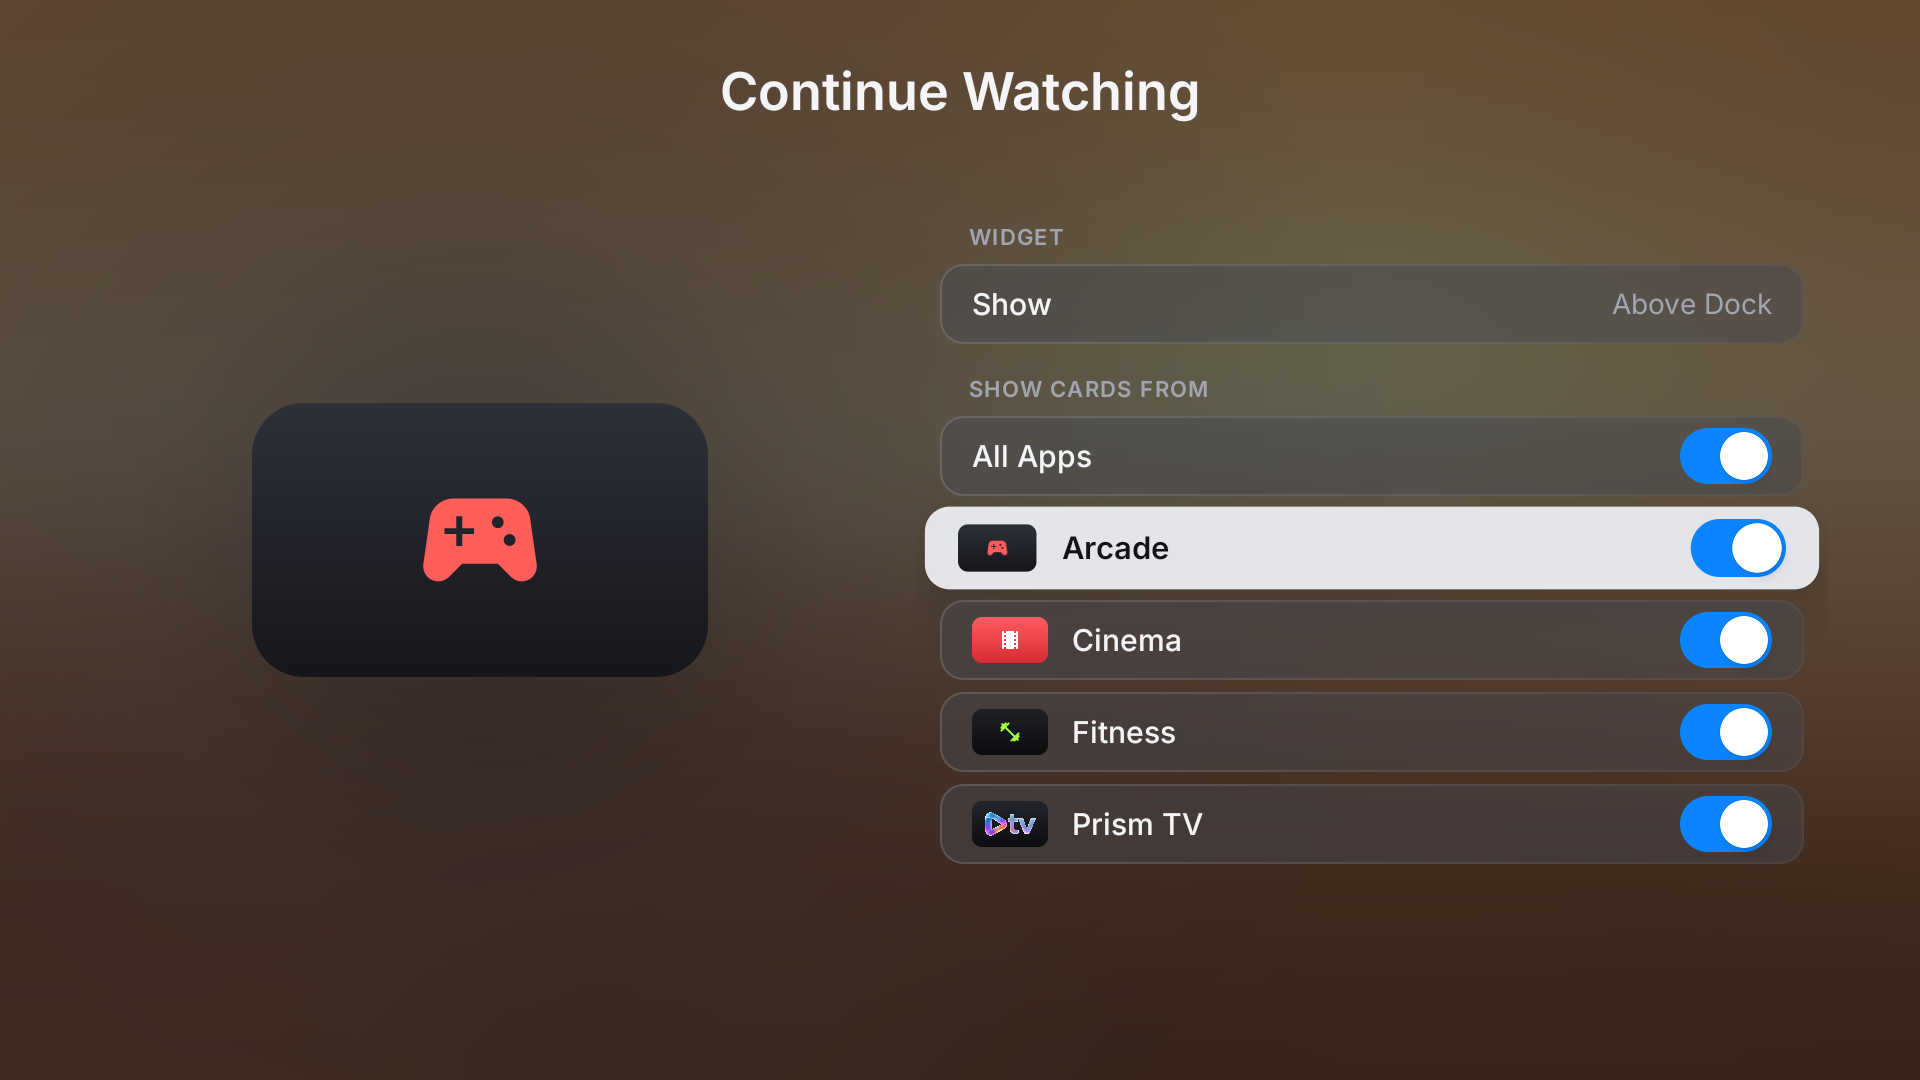 Continue Watching
WIDGET
Show
Above Dock
SHOW CARDS FROM
All Apps
Arcade
Cinema
Fitness
tv
Prism TV